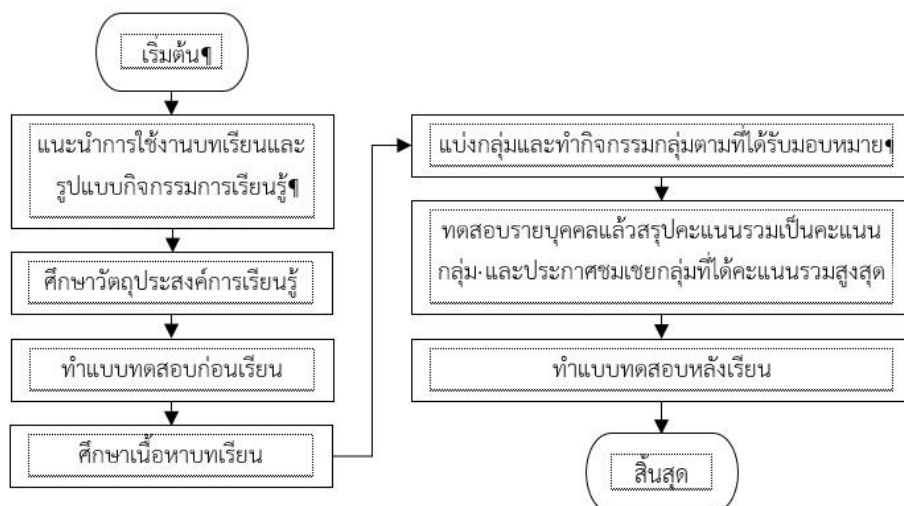 เริ่มต้น¶
แนะนำการใช้งานบทเรียนและ
รูปแบบกิจกรรมการเรียนรู้¶
ศึกษาวัตถุประสงค์การเรียนรู้
ทำแบบทดสอบก่อนเรียน
ศึกษาเนื้อหาบทเรียน
แบ่งกลุ่มและทำกิจกรรมกลุ่มตามที่ได้รับมอบหมาย¶
ทดสอบรายบุคคลแล้วสรุปคะแนนรวมเป็นคะแนน
กลุ่ม·และประกาศชมเชยกลุ่มที่ได้คะแนนรวมสูงสุด
ทำแบบทดสอบหลังเรียน
สิ้นสุด